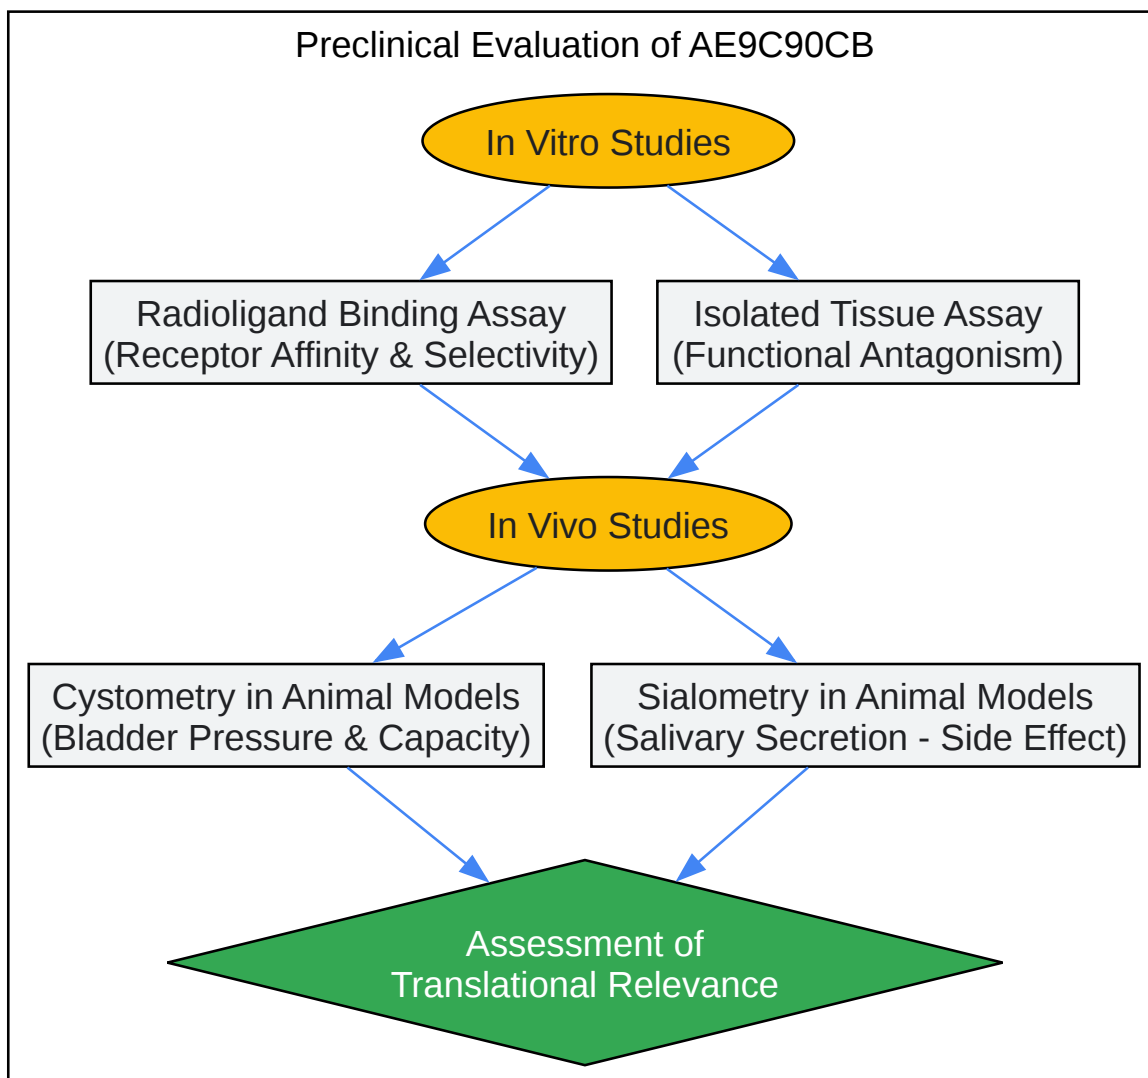 Preclinical Evaluation of AE9C90CB
In Vitro Studies
Radioligand Binding Assay
(Receptor Affinity & Selectivity)
Isolated Tissue Assay
(Functional Antagonism)
In Vivo Studies
Cystometry in Animal Models
(Bladder Pressure & Capacity)
Sialometry in Animal Models
(Salivary Secretion - Side Effect)
Assessment of
Translational Relevance